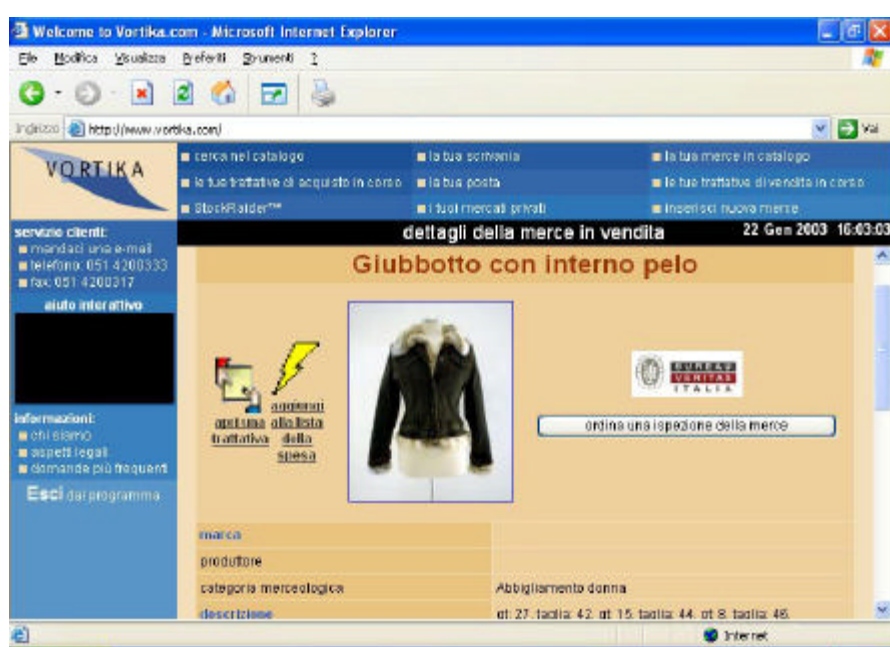 Welcome to Vortika.com - Microsoft Internet Explorer
File Modifica Visualizza Preferiti Strumenti ?
Indirizzo http://www.vortika.com/ Vai
VORTIKA
cerca nel catalogo
la tua scrivania
la tua merce in catalogo
le tue trattative di acquisto in corso
la tua posta
le tue trattative di vendita in corso
StockRaider™
i tuoi mercati privati
inserisci nuova merce
dettagli della merce in vendita 22 Gen 2003 16:03:03
servizio clienti:
mandaci una e-mail
telefono: 051 4200333
fax: 051 4200317
aiuto interattivo
informazioni:
chi siamo
aspetti legali
domande più frequenti
Esci dal programma
Giubbotto con interno pelo
apri una
trattativa
aggiungi
alla lista
della
spesa
BUREAU
VERITAS
ITALIA
ordina una ispezione della merce
marca
produttore
categoria merceologica Abbigliamento donna
descrizione qt: 27, taglia: 42, qt: 15, taglia: 44, qt: 8, taglia: 46,
Internet